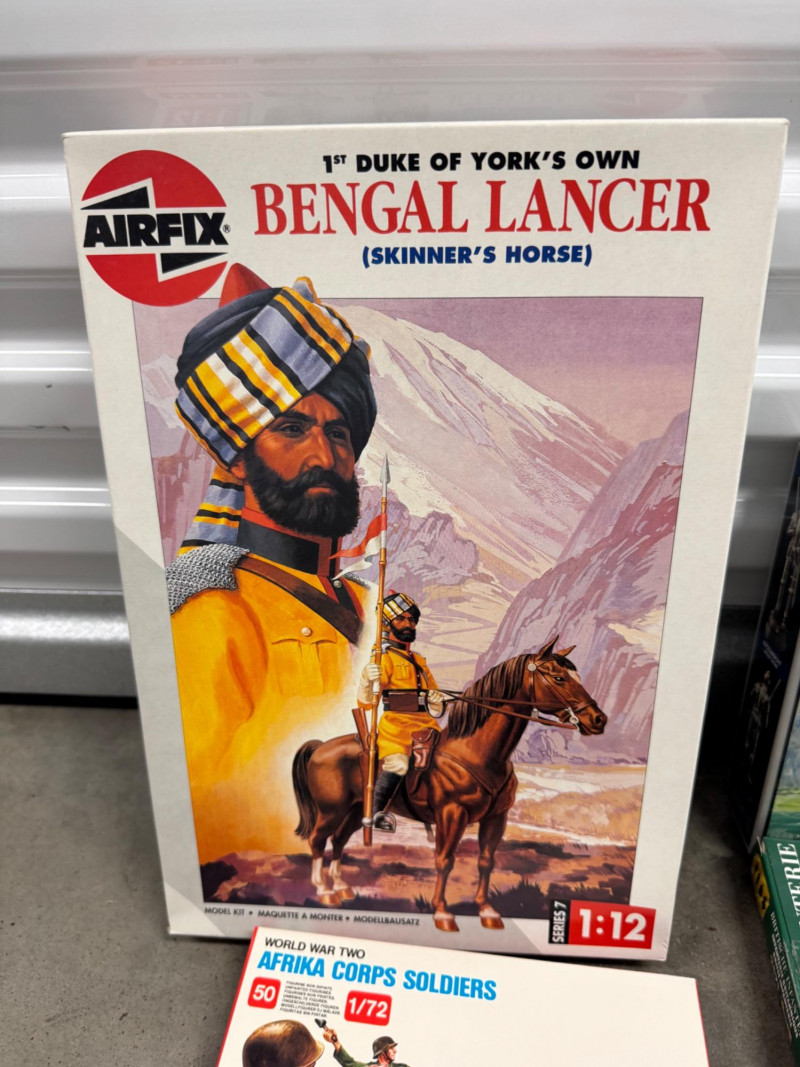 AIRFIX®
1ST DUKE OF YORK'S OWN
BENGAL LANCER
(SKINNER'S HORSE)
MODEL KIT • MAQUETTE A MONTER • MODELLBAUSATZ
SERIES 7
1:12
WORLD WAR TWO
AFRIKA CORPS SOLDIERS
50
1/72